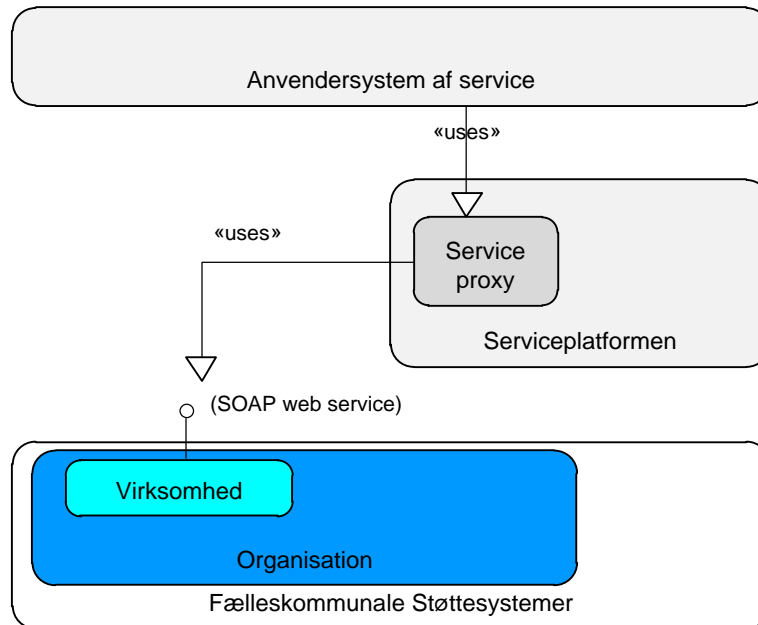 Anvendersystem af service
«uses»
«uses»
Service
proxy
Serviceplatformen
(SOAP web service)
Virksomhed
Organisation
Fælleskommunale Støttesystemer